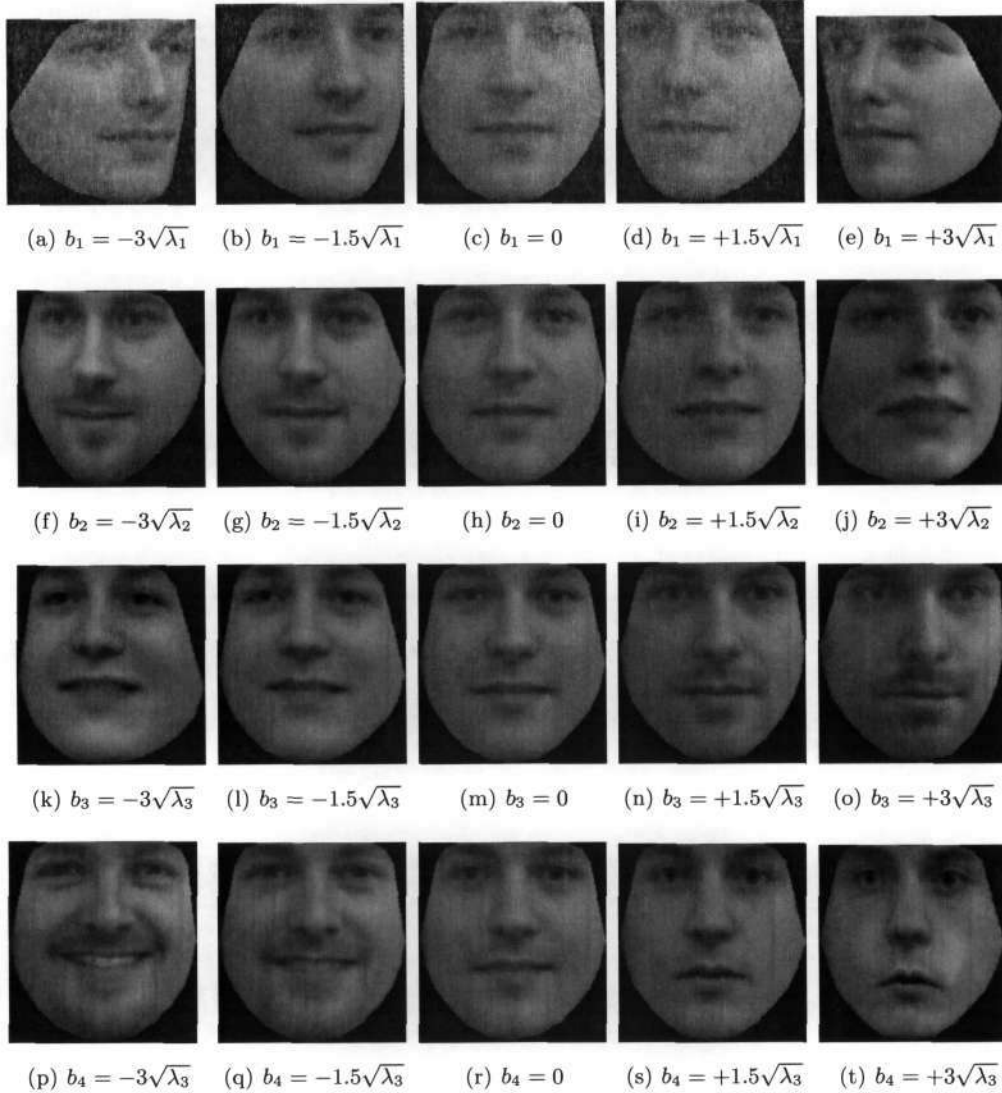 (a) b₁ = −3√λ₁ (b) b₁ = −1.5√λ₁ (c) b₁ = 0 (d) b₁ = +1.5√λ₁ (e) b₁ = +3√λ₁
(f) b₂ = −3√λ₂ (g) b₂ = −1.5√λ₂ (h) b₂ = 0 (i) b₂ = +1.5√λ₂ (j) b₂ = +3√λ₂
(k) b₃ = −3√λ₃ (l) b₃ = −1.5√λ₃ (m) b₃ = 0 (n) b₃ = +1.5√λ₃ (o) b₃ = +3√λ₃
(p) b₄ = −3√λ₃ (q) b₄ = −1.5√λ₃ (r) b₄ = 0 (s) b₄ = +1.5√λ₃ (t) b₄ = +3√λ₃